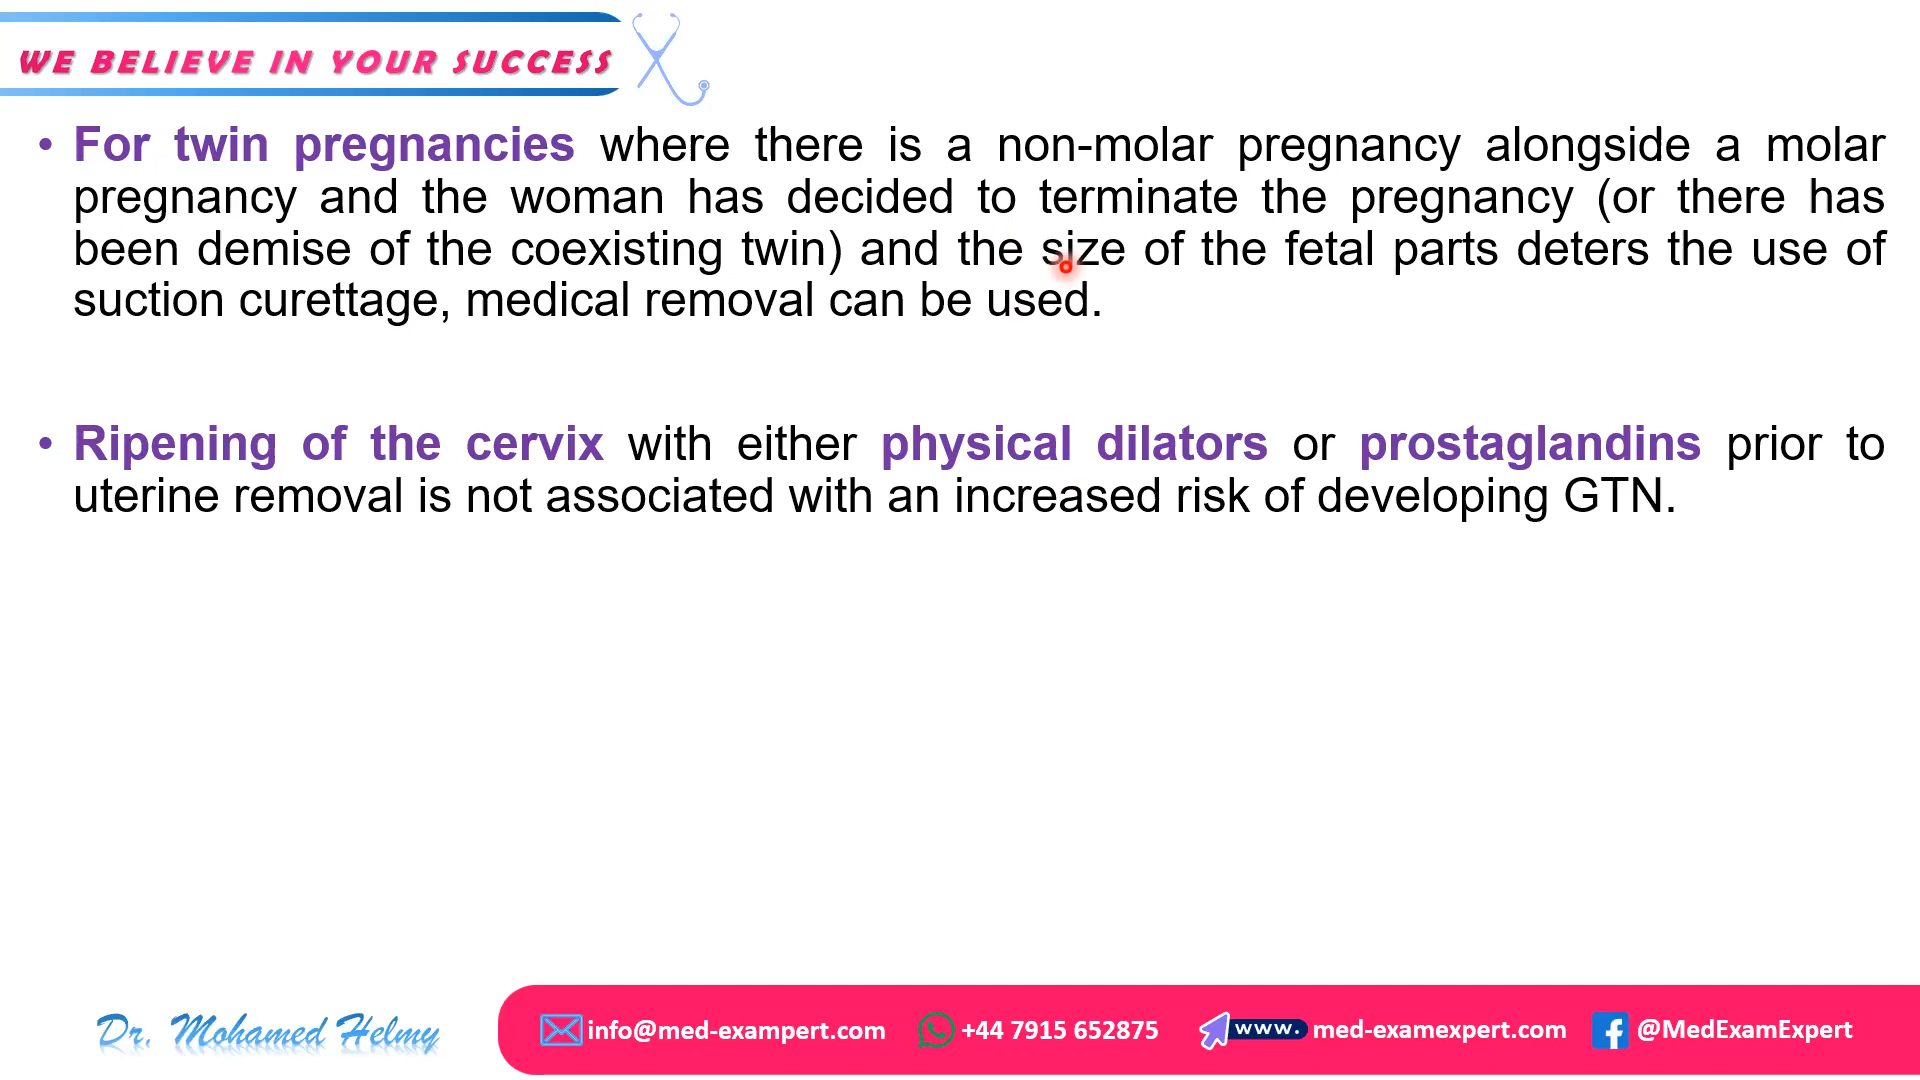 WE BELIEVE IN YOUR SUCCESS
• For twin pregnancies where there is a non-molar pregnancy alongside a molar
pregnancy and the woman has decided to terminate the pregnancy (or there has
been demise of the coexisting twin) and the size of the fetal parts deters the use of
suction curettage, medical removal can be used.
• Ripening of the cervix with either physical dilators or prostaglandins prior to
uterine removal is not associated with an increased risk of developing GTN.
Dr. Mohamed Helmy
info@med-exampert.com
+44 7915 652875
www. med-examexpert.com
@MedExamExpert